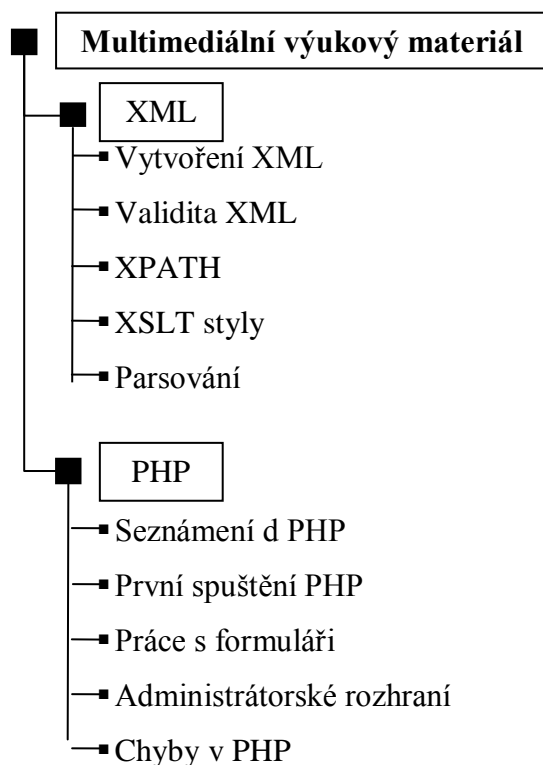 Multimediální výukový materiál
XML
Vytvoření XML
Validita XML
XPATH
XSLT styly
Parsování
PHP
Seznámení d PHP
První spuštění PHP
Práce s formuláři
Administrátorské rozhraní
Chyby v PHP